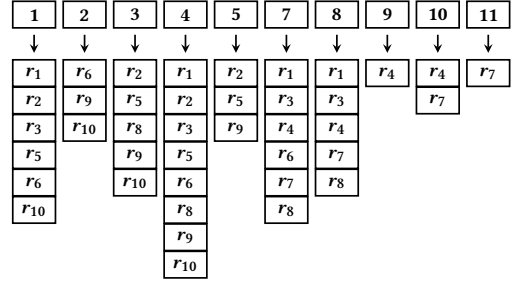 1 2 3 4 5 7 8 9 10 11
r1 r6 r2 r1 r2 r1 r1 r4 r4 r7
r2 r9 r5 r2 r5 r3 r3 r7
r3 r10 r8 r3 r9 r4 r4
r5 r9 r5 r6 r7
r6 r10 r6 r7 r8
r10 r8 r8
r9
r10